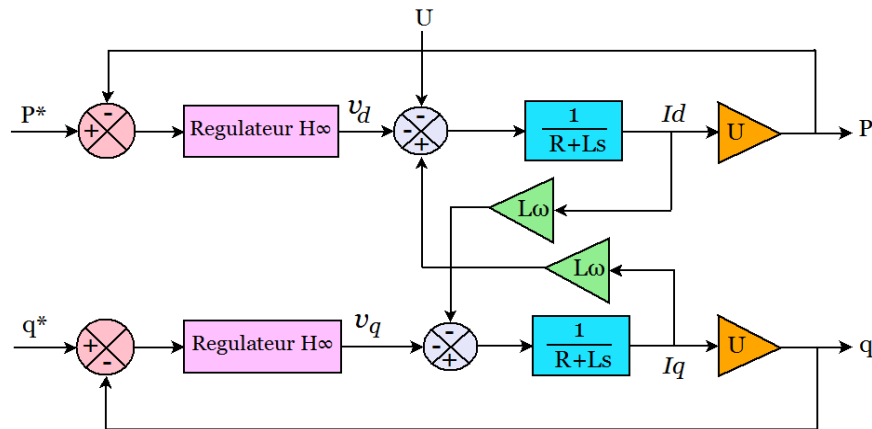 U
P*
-
+
Regulateur H∞
v_d
-
-
+
1
R+Ls
Id
U
P
Lω
Lω
q*
+
-
Regulateur H∞
v_q
-
-
+
1
R+Ls
Iq
U
q